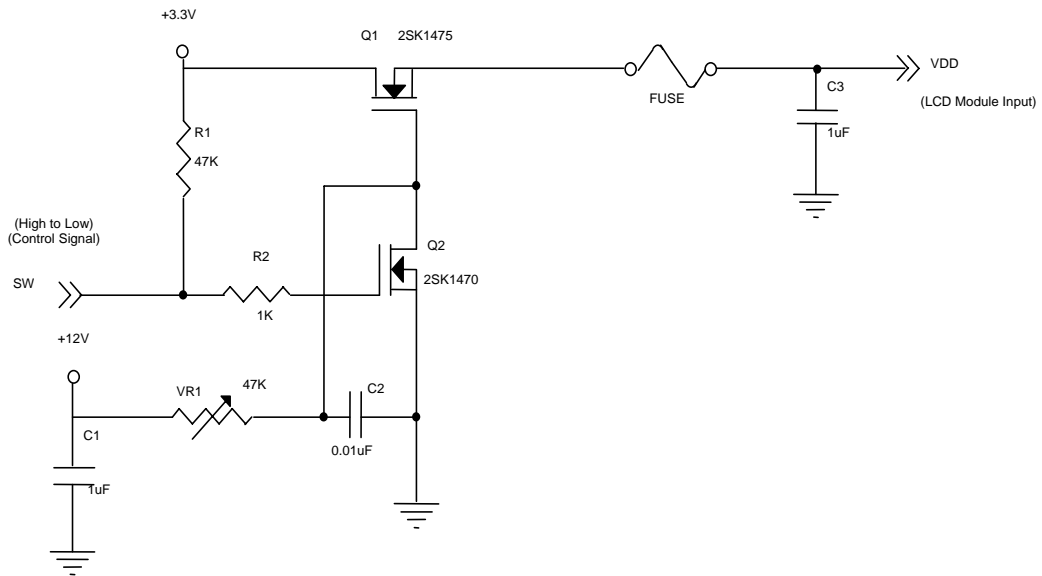 +3.3V
Q1 2SK1475
FUSE
VDD
(LCD Module Input)
C3
1uF
R1
47K
(High to Low)
(Control Signal)
SW
R2
1K
Q2
2SK1470
+12V
VR1
47K
C2
0.01uF
C1
1uF